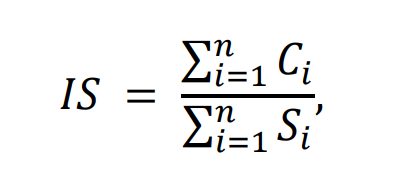 IS = \frac{\sum_{i=1}^{n} C_i}{\sum_{i=1}^{n} S_i},